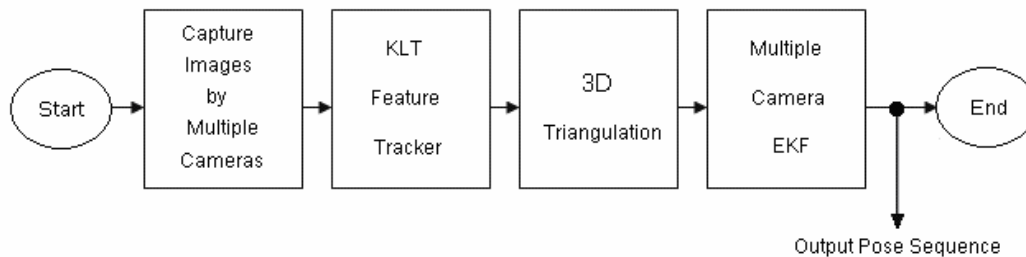 Start
Capture
Images
by
Multiple
Cameras
KLT
Feature
Tracker
3D
Triangulation
Multiple
Camera
EKF
End
Output Pose Sequence